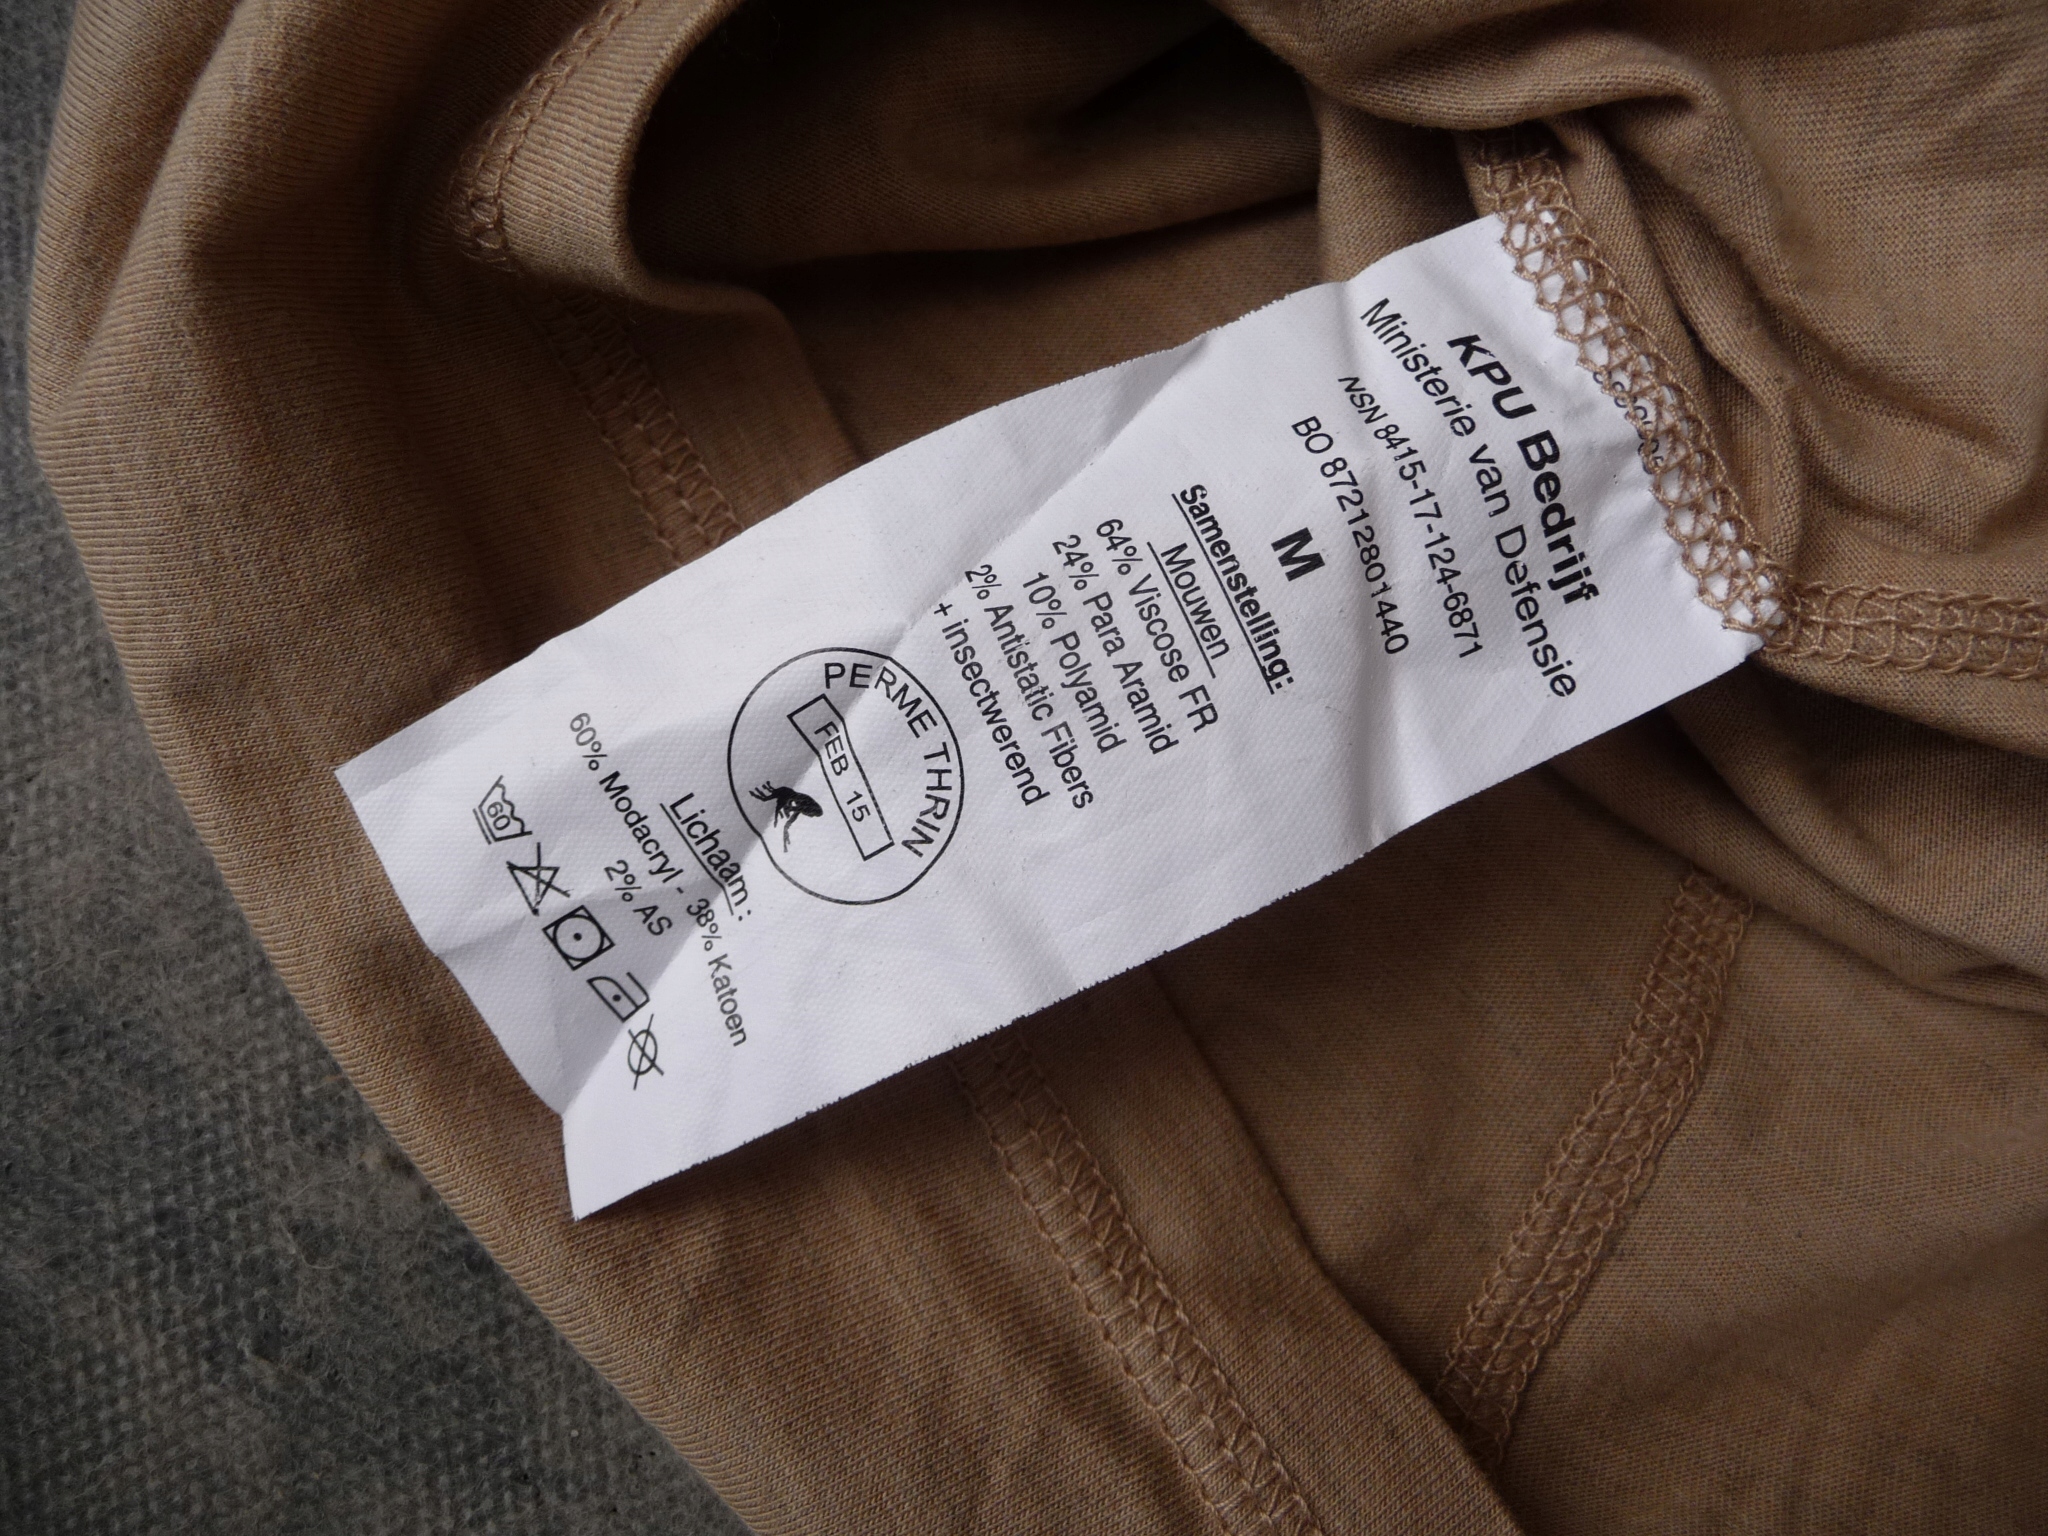 KPU Bedrijf
Ministerie van Defensie
NSN 8415-17-124-6871
BO 87212801440
M
Samenstelling:
Mouwen
64% Viscose FR
24% Para Aramid
10% Polyamid
2% Antistatic Fibers
+ insectwerend
PERME THRIN
FEB 15
Lichaam:
60% Modacryl - 38% Katoen
2% AS
60